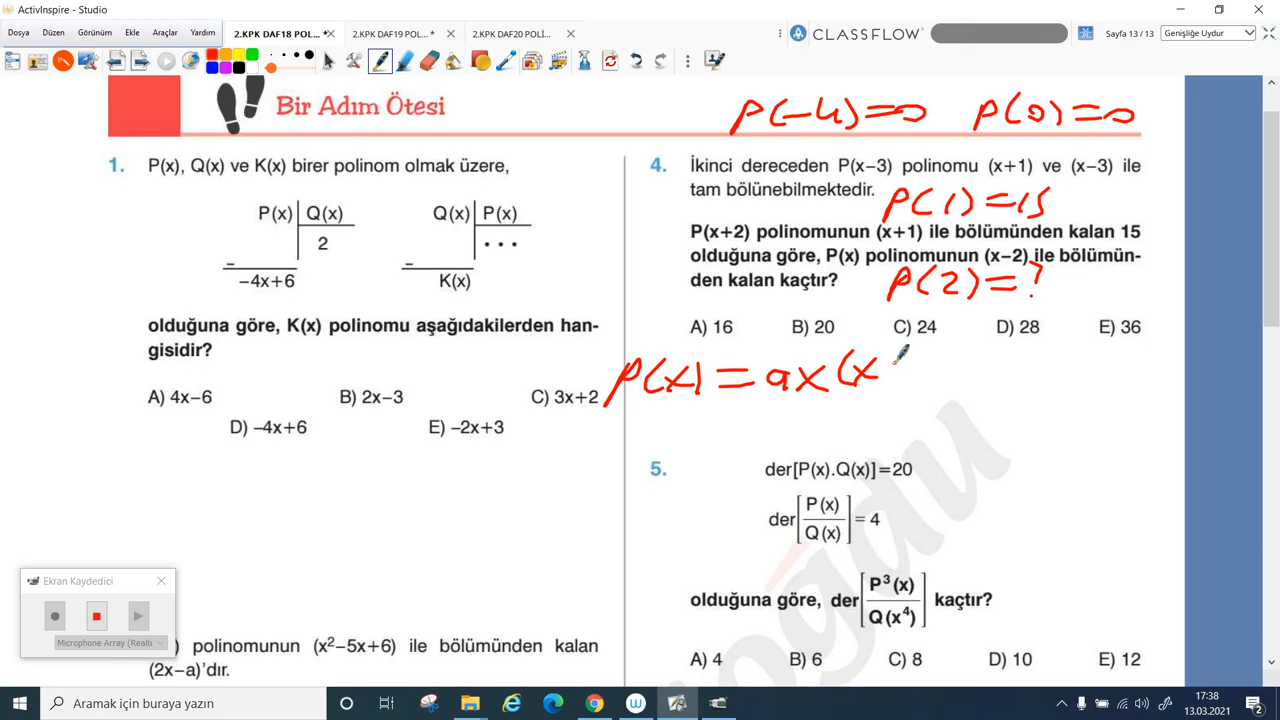 ActivInspire - Studio
Dosya Düzen Görünüm Ekle Araçlar Yardım
2.KPK DAF18 POL... *
2.KPK DAF19 POL... *
2.KPK DAF20 POLİ...
CLASSFLOW
Sayfa 13 / 13
Genişliğe Uydur
Bir Adım Ötesi
P(-4)=0 P(0)=0
1. P(x), Q(x) ve K(x) birer polinom olmak üzere,
P(x) Q(x)
2
−
−4x+6
Q(x) P(x)
• • •
−
K(x)
olduğuna göre, K(x) polinomu aşağıdakilerden han-
gisidir?
A) 4x−6 B) 2x−3 C) 3x+2
D) −4x+6 E) −2x+3
) polinomunun (x²−5x+6) ile bölümünden kalan
(2x−a)'dır.
4. İkinci dereceden P(x−3) polinomu (x+1) ve (x−3) ile
tam bölünebilmektedir.
P(1)=15
P(x+2) polinomunun (x+1) ile bölümünden kalan 15
olduğuna göre, P(x) polinomunun (x−2) ile bölümün-
den kalan kaçtır?
P(2)=?
A) 16 B) 20 C) 24 D) 28 E) 36
P(x)=ax(x
5. der[P(x).Q(x)]=20
der[P(x)/Q(x)]=4
olduğuna göre, der[P³(x)/Q(x⁴)] kaçtır?
A) 4 B) 6 C) 8 D) 10 E) 12
Ekran Kaydedici
Microphone Array (Realt
Aramak için buraya yazın
17:38
13.03.2021
2